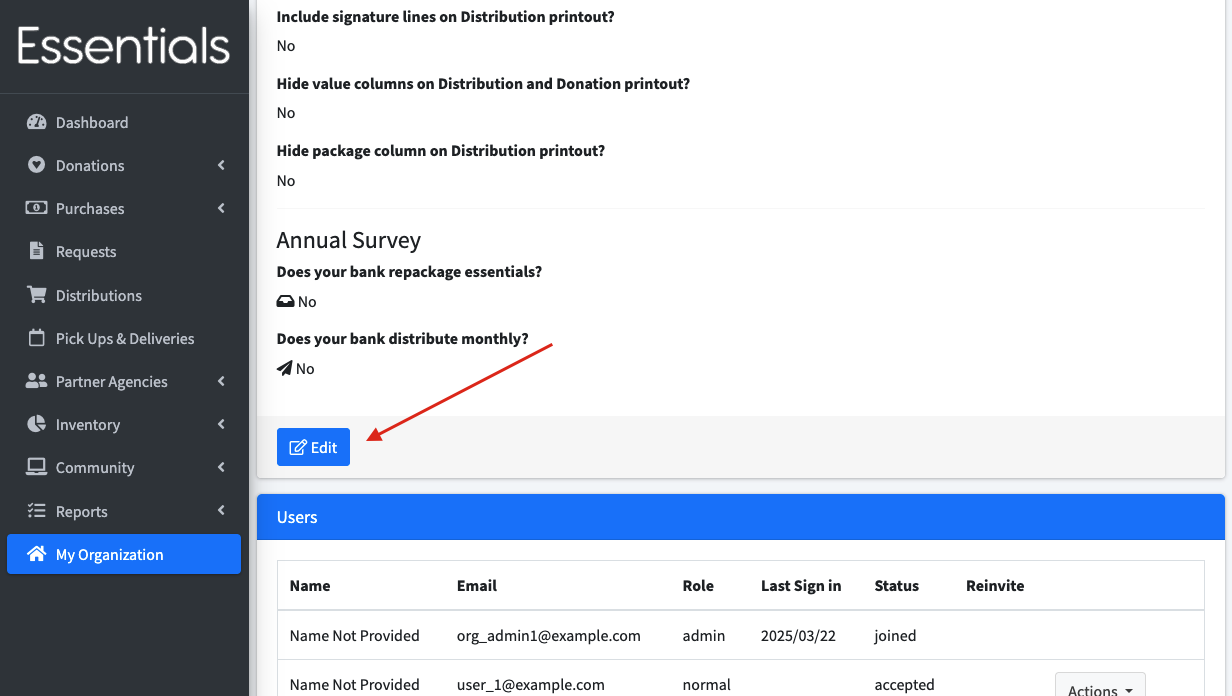 Essentials
Dashboard
Donations
Purchases
Requests
Distributions
Pick Ups & Deliveries
Partner Agencies
Inventory
Community
Reports
My Organization
Include signature lines on Distribution printout?
No
Hide value columns on Distribution and Donation printout?
No
Hide package column on Distribution printout?
No
Annual Survey
Does your bank repackage essentials?
No
Does your bank distribute monthly?
No
Edit
Users
Name Email Role Last Sign in Status Reinvite
Name Not Provided org_admin1@example.com admin 2025/03/22 joined
Name Not Provided user_1@example.com normal accepted Actions